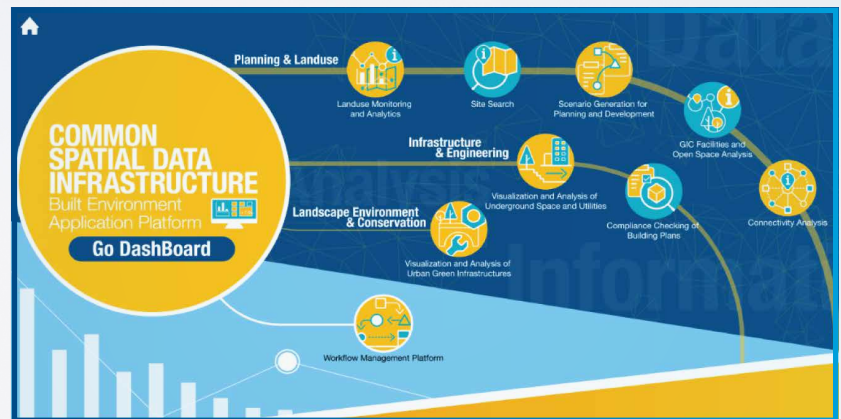 Data
Planning & Landuse
Landuse Monitoring
and Analytics
Site Search
Scenario Generation for
Planning and Development
GIC Facilities and
Open Space Analysis
Connectivity Analysis
COMMON
SPATIAL DATA
INFRASTRUCTURE
Built Environment
Application Platform
Go DashBoard
Infrastructure
& Engineering
Visualization and Analysis of
Underground Space and Utilities
Compliance Checking of
Building Plans
Landscape Environment
& Conservation
Visualization and Analysis of
Urban Green Infrastructures
Informat
Workflow Management Platform